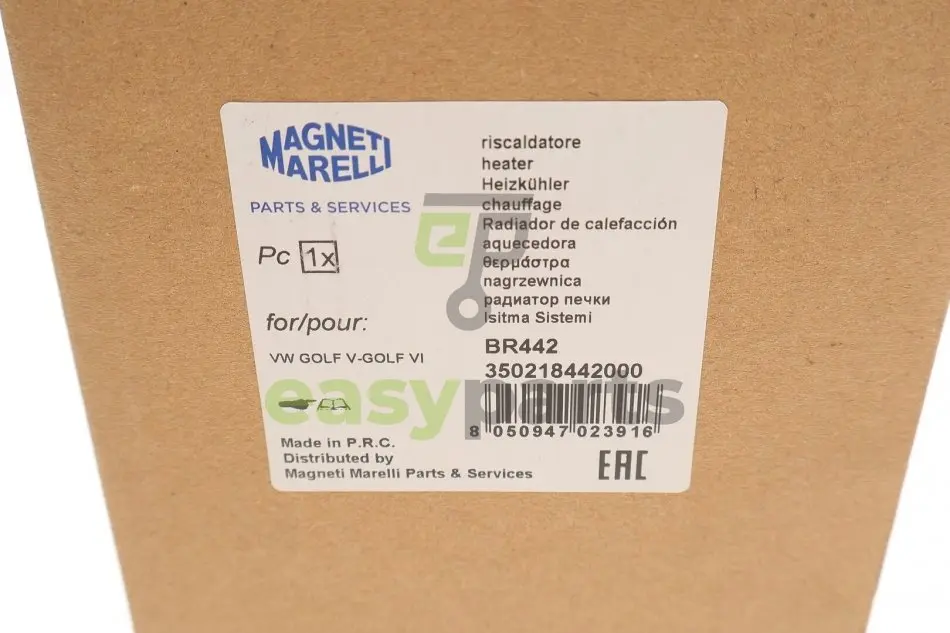 MAGNETI
MARELLI
PARTS & SERVICES
Pc 1x
for/pour:
VW GOLF V-GOLF VI
riscaldatore
heater
Heizkühler
chauffage
Radiador de calefacción
aquecedora
θερμάστρα
nagrzewnica
радиатор печки
Isitma Sistemi
BR442
350218442000
8 050947 023916
Made in P.R.C.
Distributed by
Magneti Marelli Parts & Services
EAC
ep
easyparts